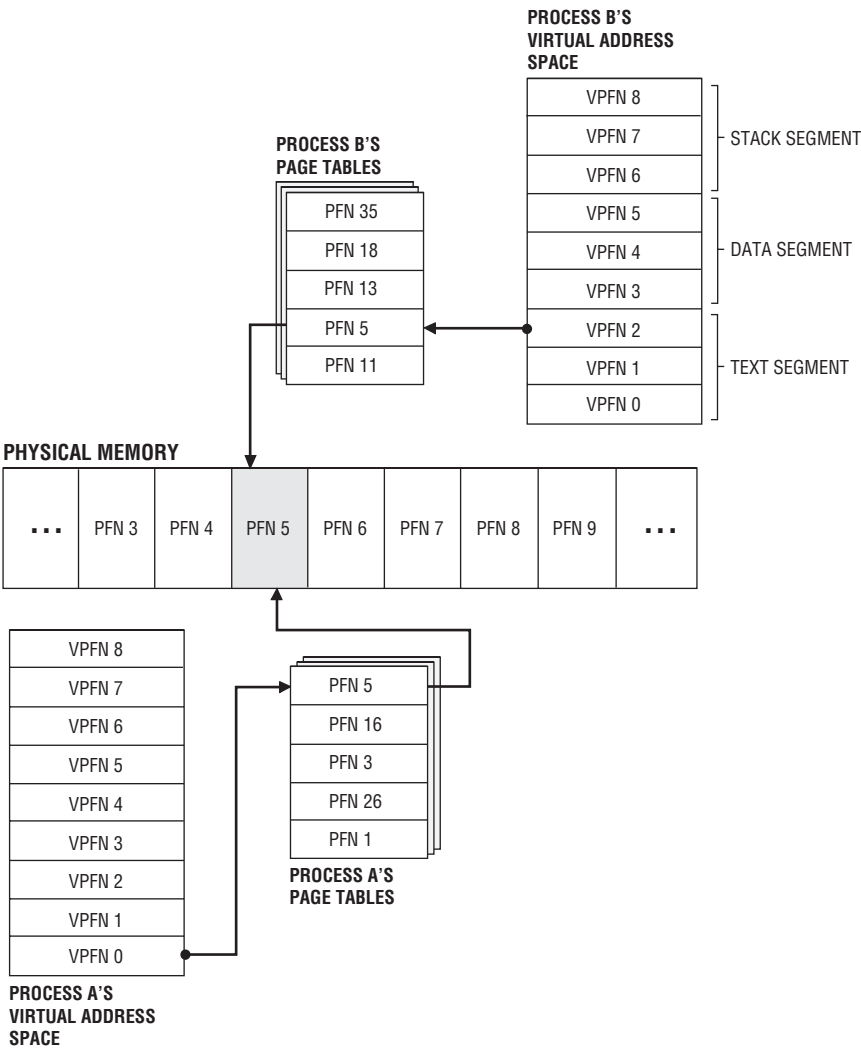 PROCESS B'S
VIRTUAL ADDRESS
SPACE
VPFN 8
VPFN 7
VPFN 6
VPFN 5
VPFN 4
VPFN 3
VPFN 2
VPFN 1
VPFN 0
STACK SEGMENT
DATA SEGMENT
TEXT SEGMENT
PROCESS B'S
PAGE TABLES
PFN 35
PFN 18
PFN 13
PFN 5
PFN 11
PHYSICAL MEMORY
... PFN 3 PFN 4 PFN 5 PFN 6 PFN 7 PFN 8 PFN 9 ...
VPFN 8
VPFN 7
VPFN 6
VPFN 5
VPFN 4
VPFN 3
VPFN 2
VPFN 1
VPFN 0
PROCESS A'S
VIRTUAL ADDRESS
SPACE
PFN 5
PFN 16
PFN 3
PFN 26
PFN 1
PROCESS A'S
PAGE TABLES